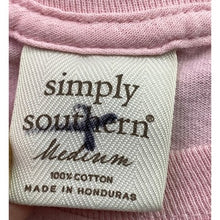 simply
southern®
Medium
100% COTTON
MADE IN HONDURAS